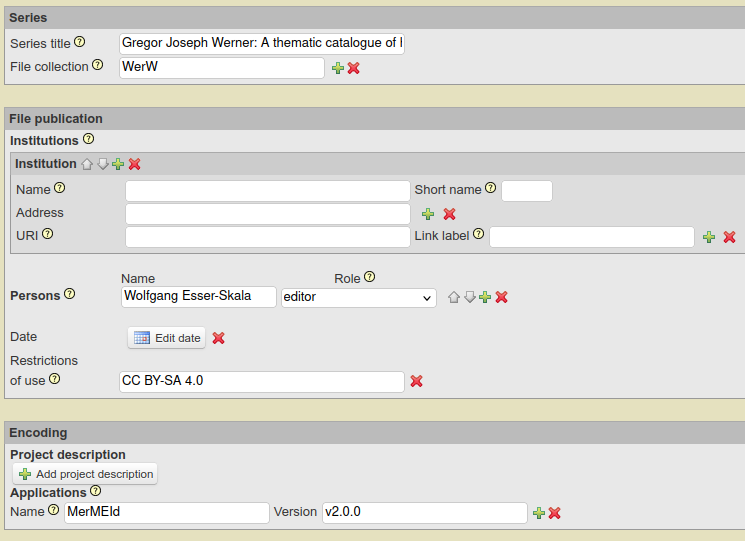 Series
Series title ?
Gregor Joseph Werner: A thematic catalogue of
File collection ?
WerW
File publication
Institutions ?
Institution
Name ?
Short name ?
Address
URI ?
Link label ?
Name
Role ?
Persons ?
Wolfgang Esser-Skala
editor
Date
Edit date
Restrictions
of use ?
CC BY-SA 4.0
Encoding
Project description
Add project description
Applications ?
Name ?
MerMEId
Version
v2.0.0